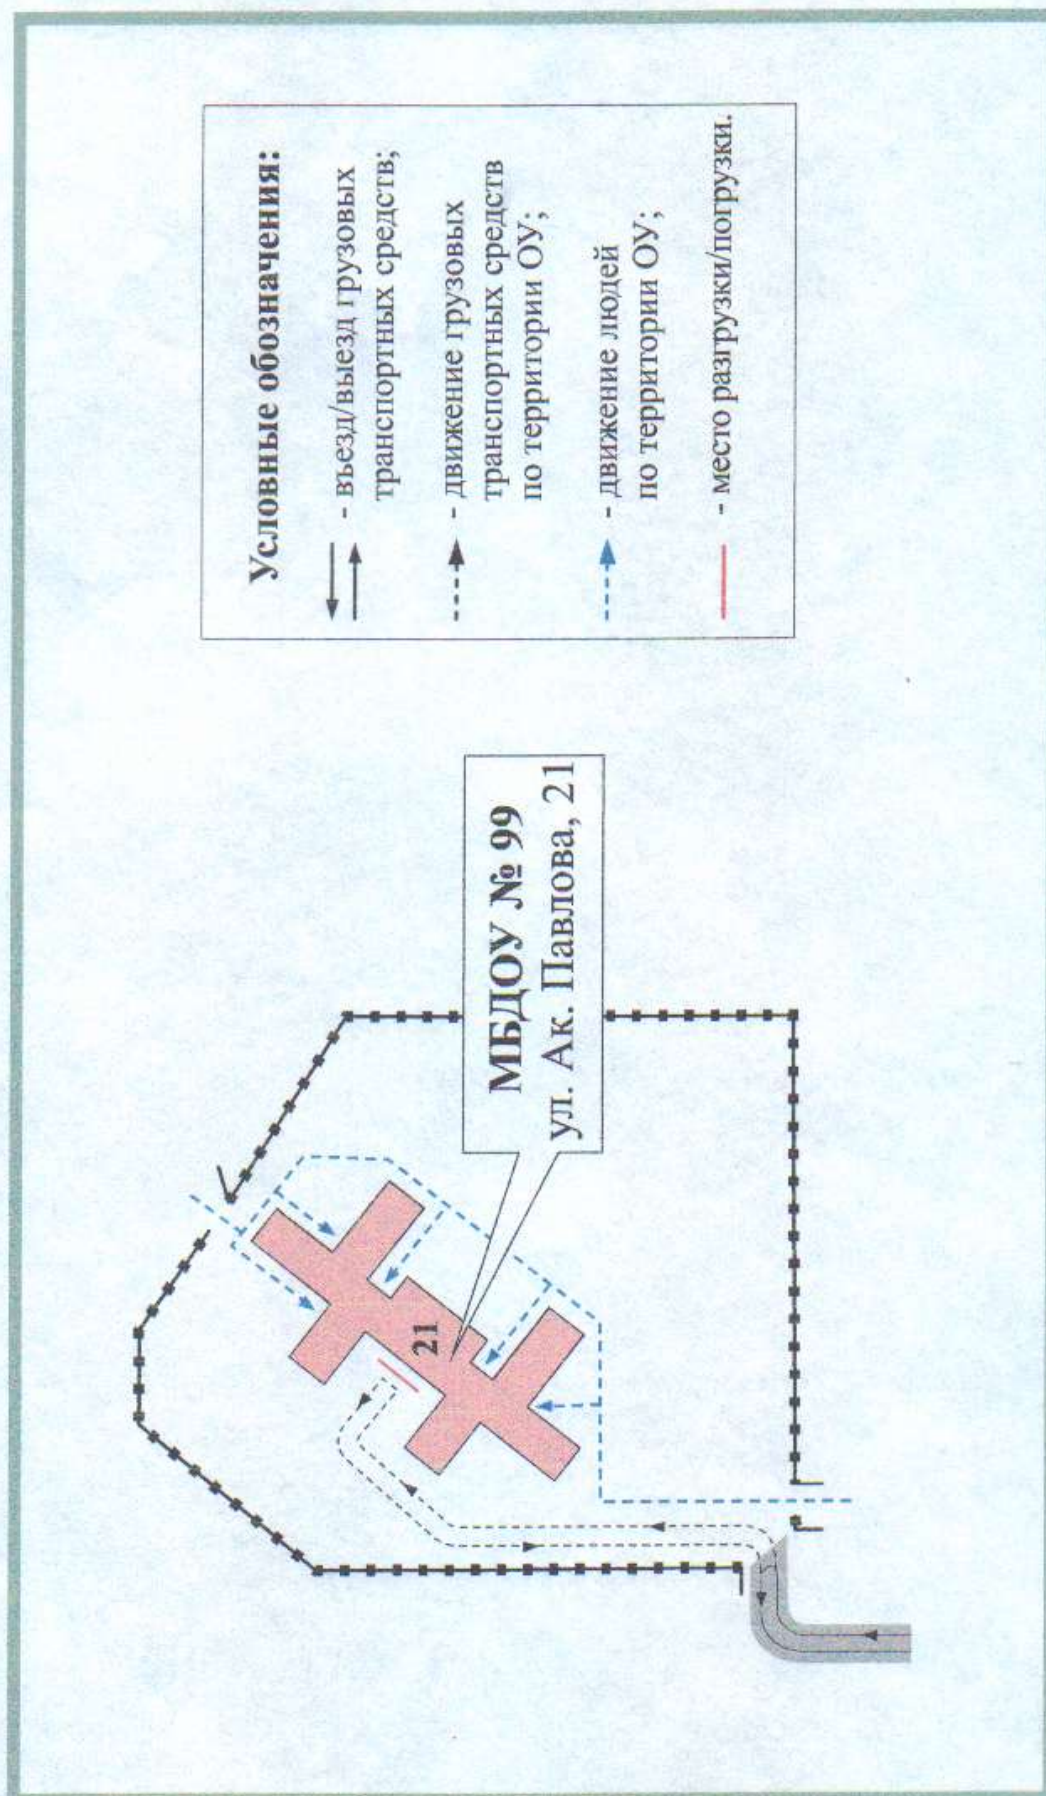 Условные обозначения:
- въезд/выезд грузовых
транспортных средств;
- движение грузовых
транспортных средств
по территории ОУ;
- движение людей
по территории ОУ;
- место разгрузки/погрузки.
МБДОУ № 99
ул. Ак. Павлова, 21
21